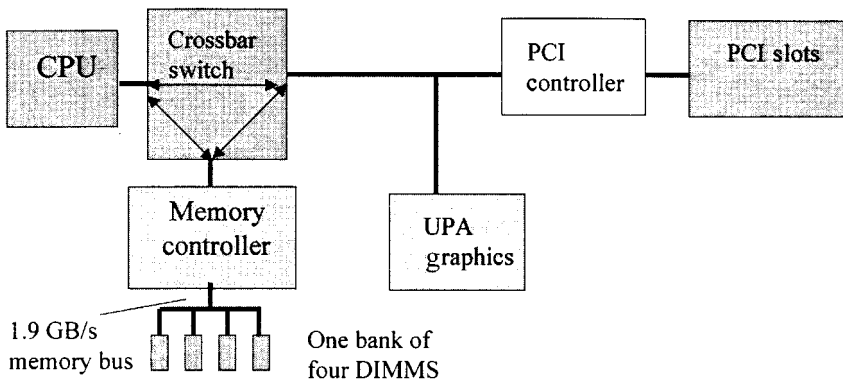 CPU
Crossbar
switch
PCI
controller
PCI slots
Memory
controller
UPA
graphics
1.9 GB/s
memory bus
One bank of
four DIMMS